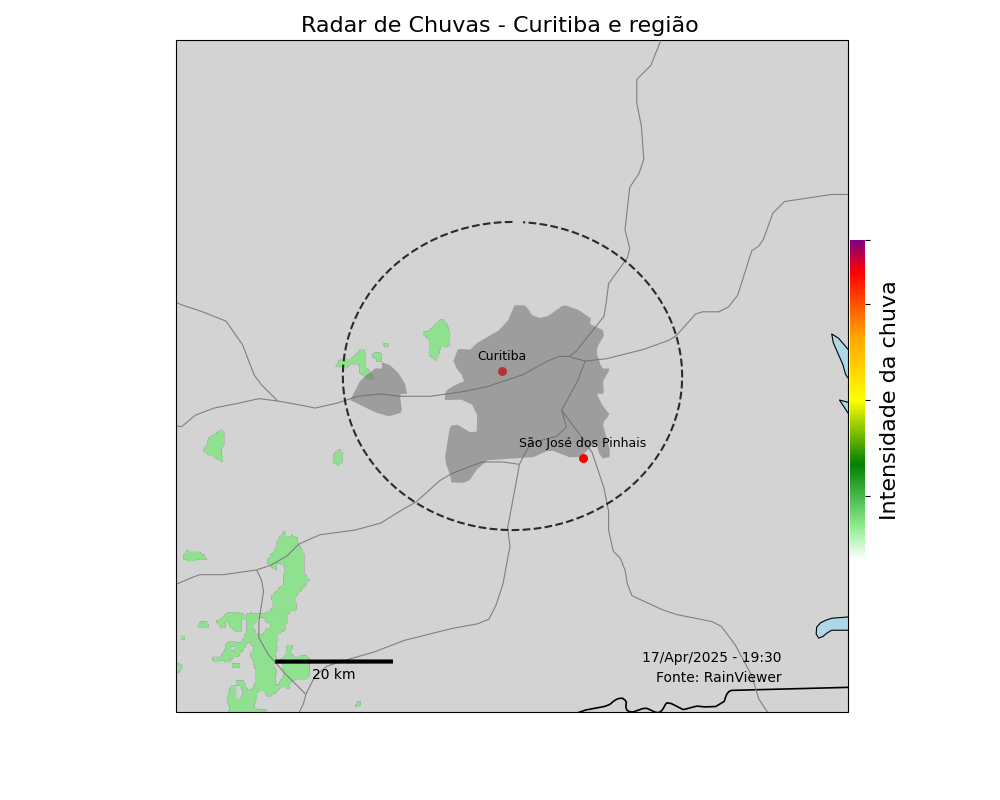 Radar de Chuvas - Curitiba e região
Curitiba
São José dos Pinhais
Intensidade da chuva
17/Apr/2025 - 19:30
Fonte: RainViewer
20 km